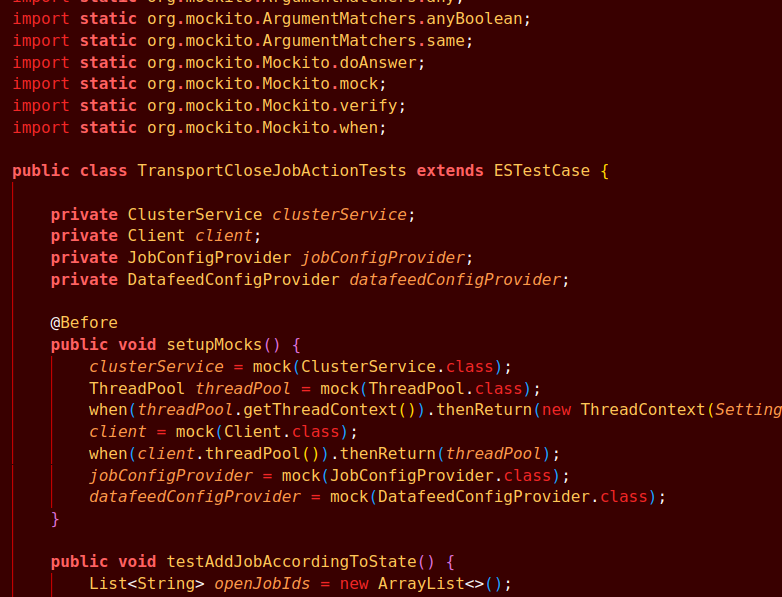 import static org.mockito.ArgumentMatchers.any;
import static org.mockito.ArgumentMatchers.anyBoolean;
import static org.mockito.ArgumentMatchers.same;
import static org.mockito.Mockito.doAnswer;
import static org.mockito.Mockito.mock;
import static org.mockito.Mockito.verify;
import static org.mockito.Mockito.when;

public class TransportCloseJobActionTests extends ESTestCase {

    private ClusterService clusterService;
    private Client client;
    private JobConfigProvider jobConfigProvider;
    private DatafeedConfigProvider datafeedConfigProvider;

    @Before
    public void setupMocks() {
        clusterService = mock(ClusterService.class);
        ThreadPool threadPool = mock(ThreadPool.class);
        when(threadPool.getThreadContext()).thenReturn(new ThreadContext(Setting
        client = mock(Client.class);
        when(client.threadPool()).thenReturn(threadPool);
        jobConfigProvider = mock(JobConfigProvider.class);
        datafeedConfigProvider = mock(DatafeedConfigProvider.class);
    }

    public void testAddJobAccordingToState() {
        List<String> openJobIds = new ArrayList<>();